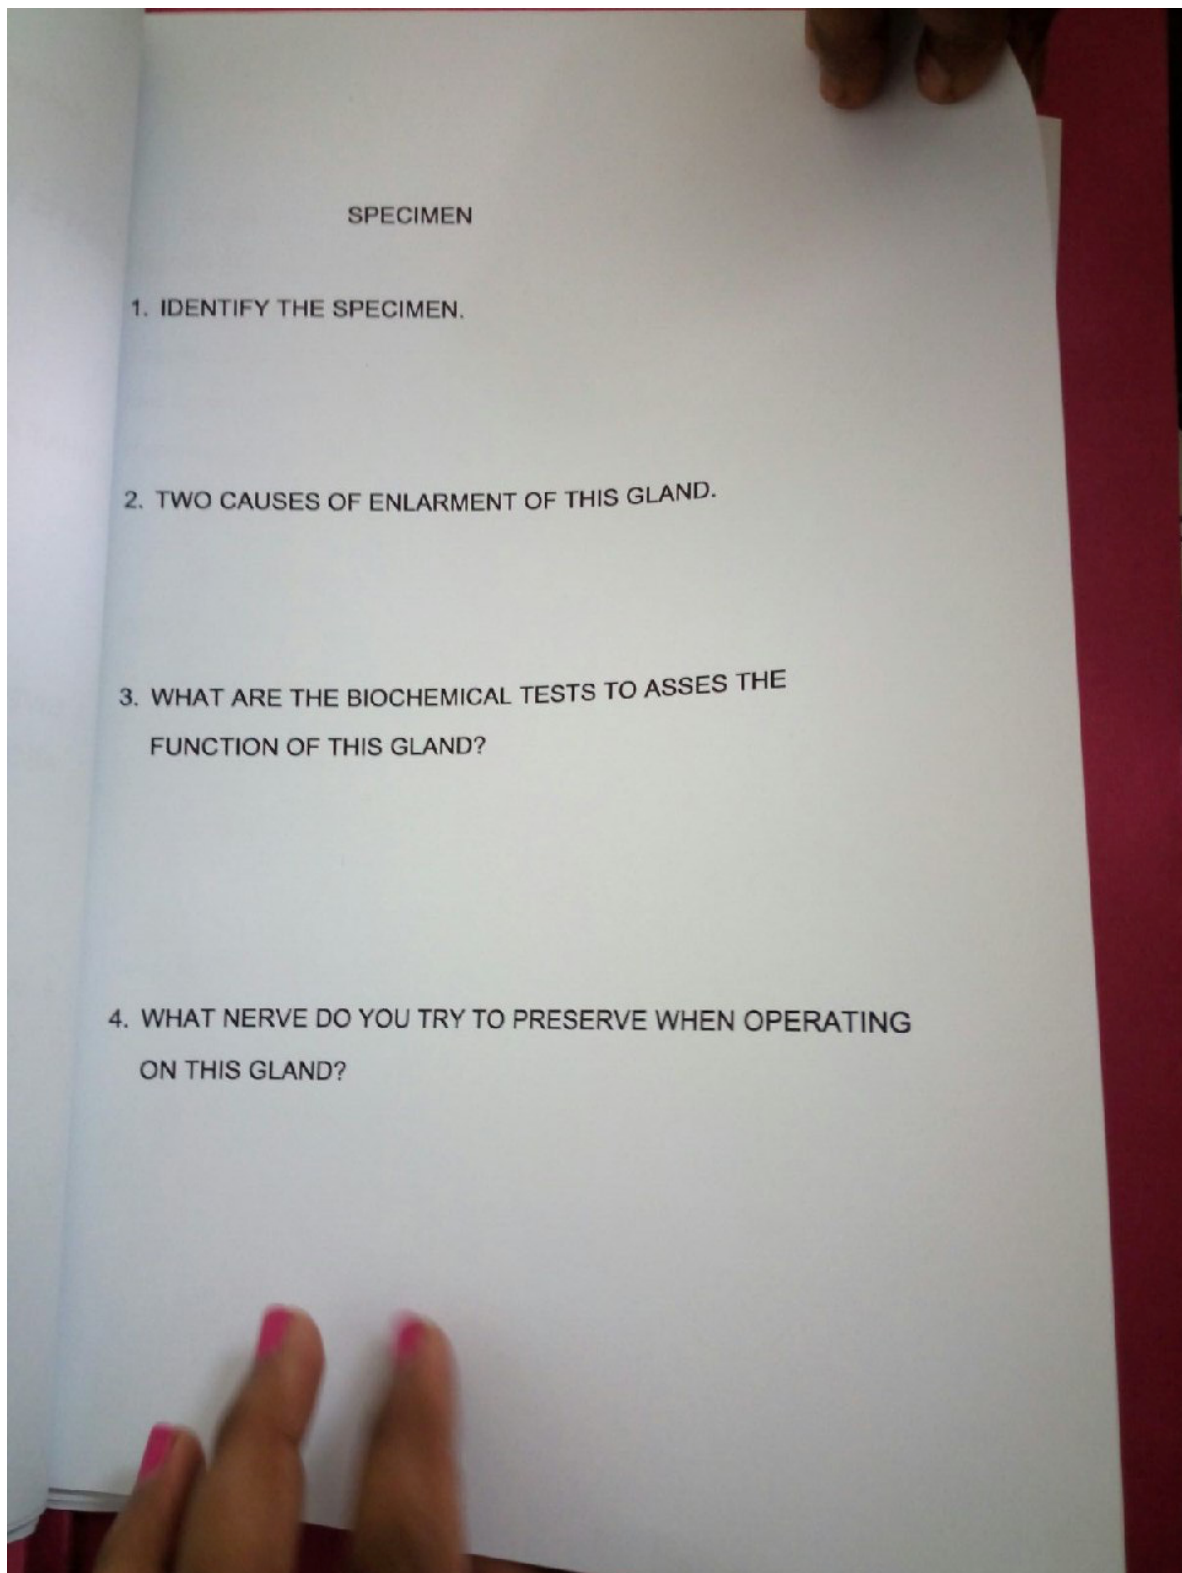 SPECIMEN
1. IDENTIFY THE SPECIMEN.
2. TWO CAUSES OF ENLARMENT OF THIS GLAND.
3. WHAT ARE THE BIOCHEMICAL TESTS TO ASSES THE
FUNCTION OF THIS GLAND?
4. WHAT NERVE DO YOU TRY TO PRESERVE WHEN OPERATING
ON THIS GLAND?